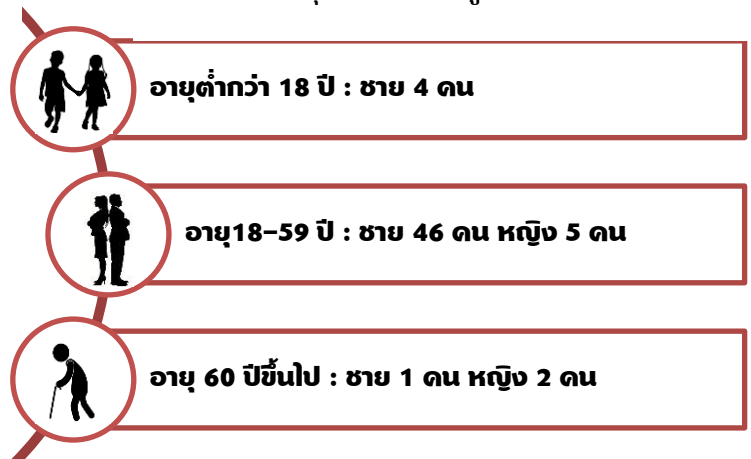 อายุต่ำกว่า 18 ปี : ชาย 4 คน
อายุ18–59 ปี : ชาย 46 คน หญิง 5 คน
อายุ 60 ปีขึ้นไป : ชาย 1 คน หญิง 2 คน